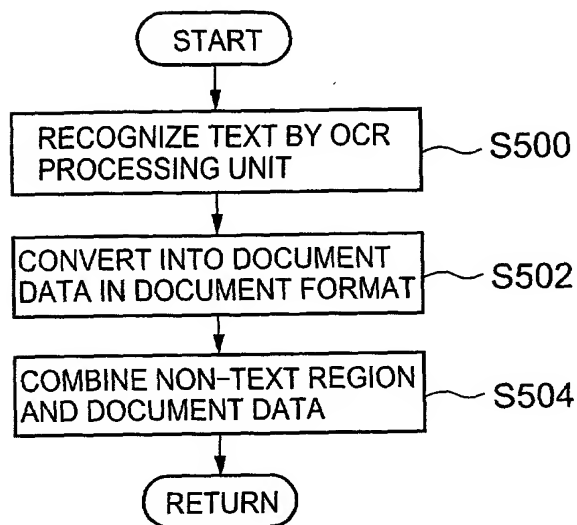 START
RECOGNIZE TEXT BY OCR
PROCESSING UNIT
S500
CONVERT INTO DOCUMENT
DATA IN DOCUMENT FORMAT
S502
COMBINE NON-TEXT REGION
AND DOCUMENT DATA
S504
RETURN